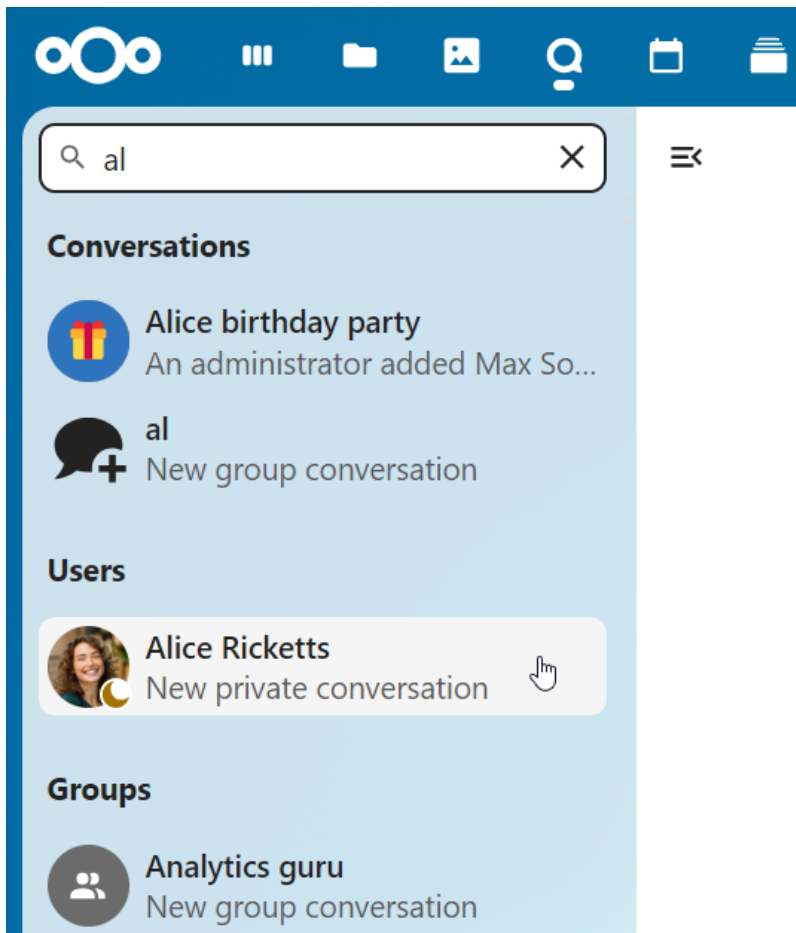 al
Conversations
Alice birthday party
An administrator added Max So...
al
New group conversation
Users
Alice Ricketts
New private conversation
Groups
Analytics guru
New group conversation